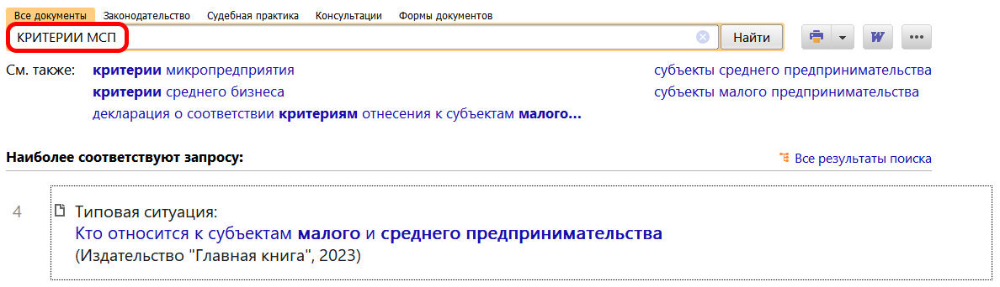 Все документы Законодательство Судебная практика Консультации Формы документов
КРИТЕРИИ МСП Найти W
См. также: критерии микропредприятия субъекты среднего предпринимательства
критерии среднего бизнеса субъекты малого предпринимательства
декларация о соответствии критериям отнесения к субъектам малого...
Наиболее соответствуют запросу: Все результаты поиска
4 Типовая ситуация:
Кто относится к субъектам малого и среднего предпринимательства
(Издательство "Главная книга", 2023)